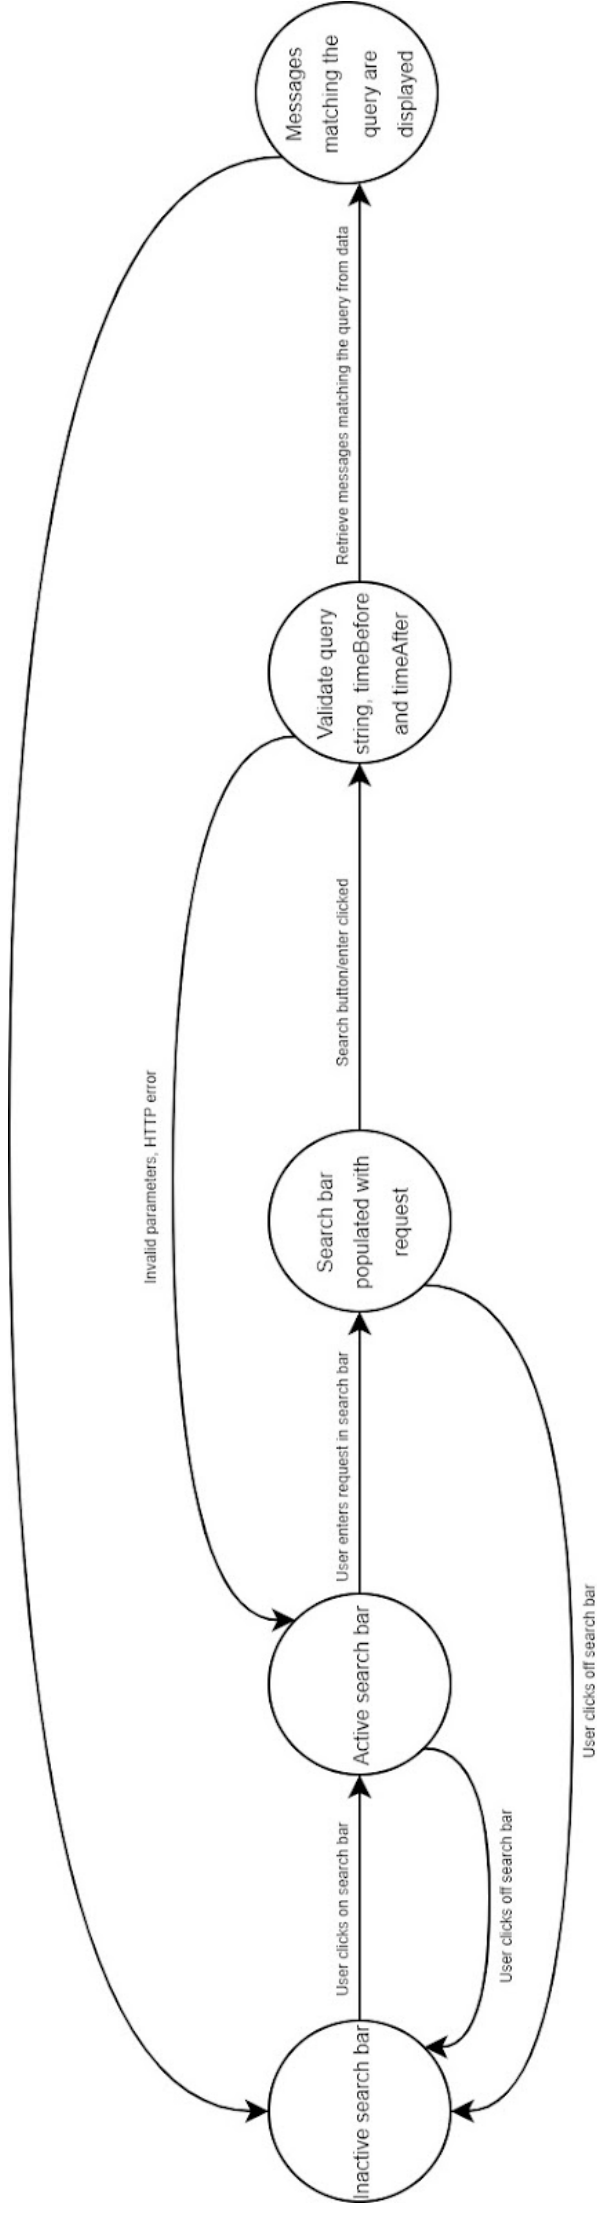 Inactive search bar
User clicks on search bar
User clicks off search bar
Active search bar
User enters request in search bar
User clicks off search bar
Search bar
populated with
request
Invalid parameters, HTTP error
Search button/enter clicked
Validate query
string, timeBefore
and timeAfter
Retrieve messages matching the query from data
Messages
matching the
query are
displayed